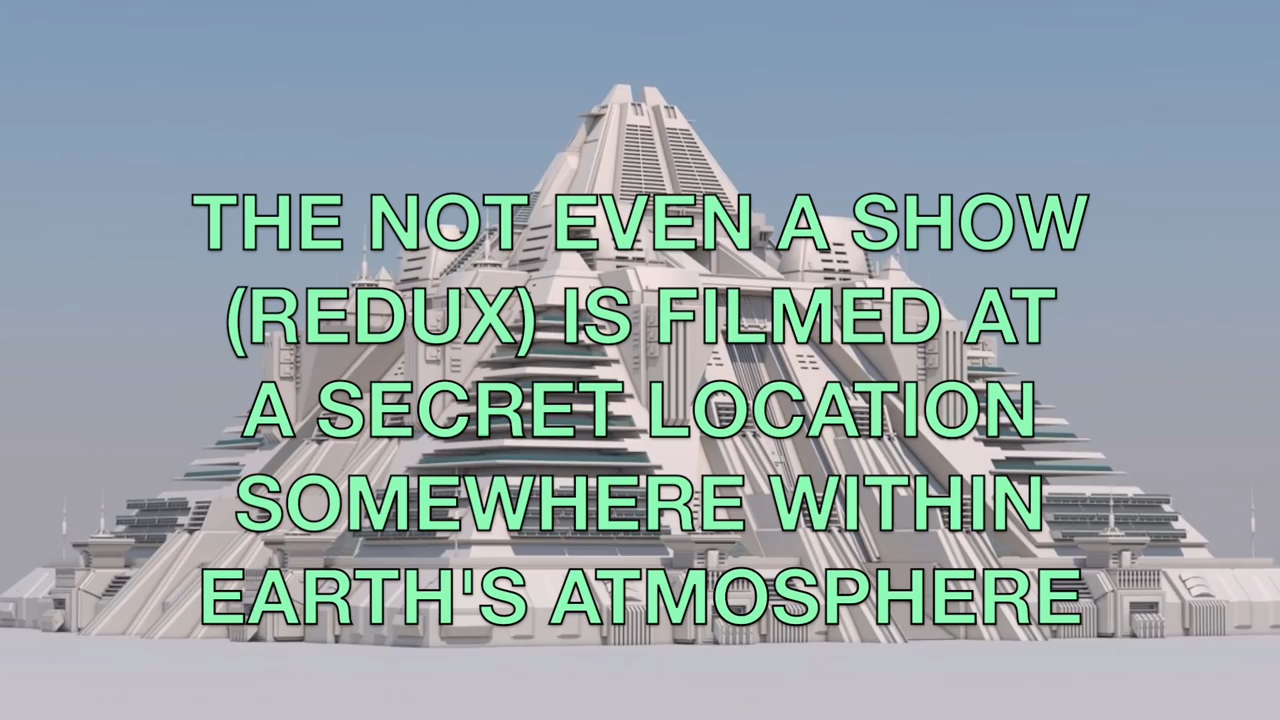 THE NOT EVEN A SHOW
(REDUX) IS FILMED AT
A SECRET LOCATION
SOMEWHERE WITHIN
EARTH'S ATMOSPHERE